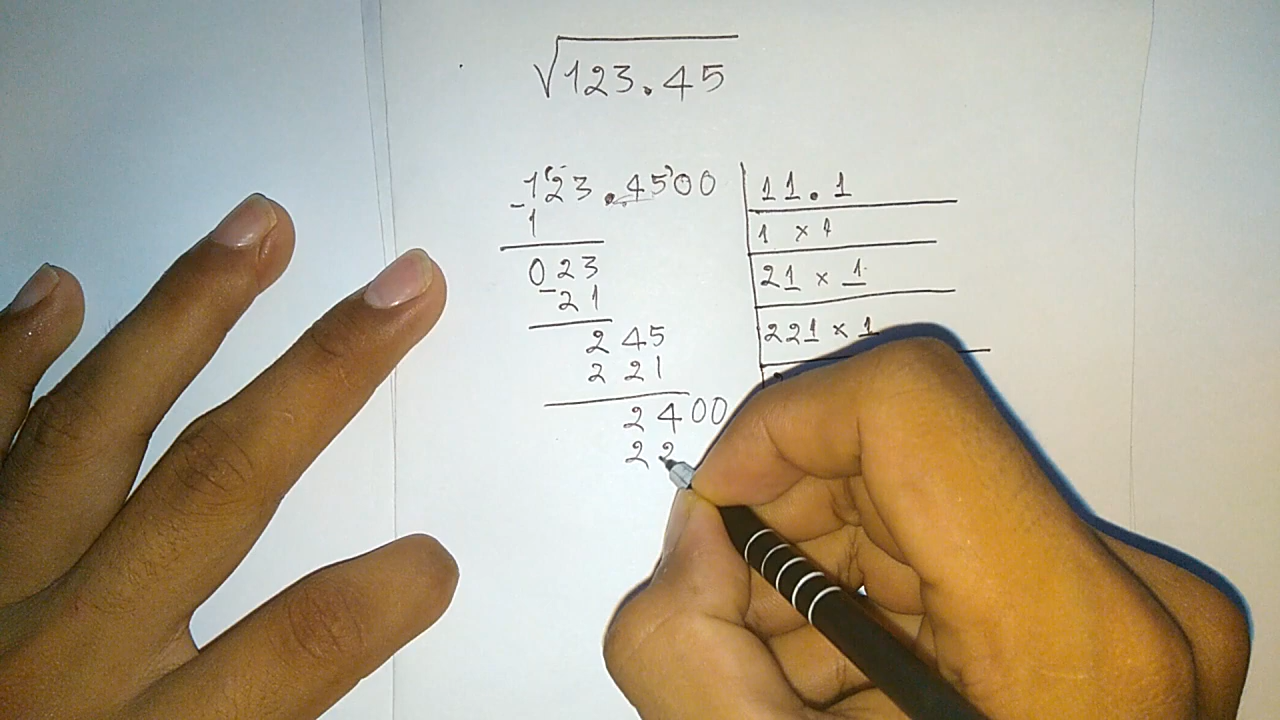 √123.45
123.4500 11.1
- 1 1 × 1
023 21 × 1
- 21
245 221 × 1
221
2400
22